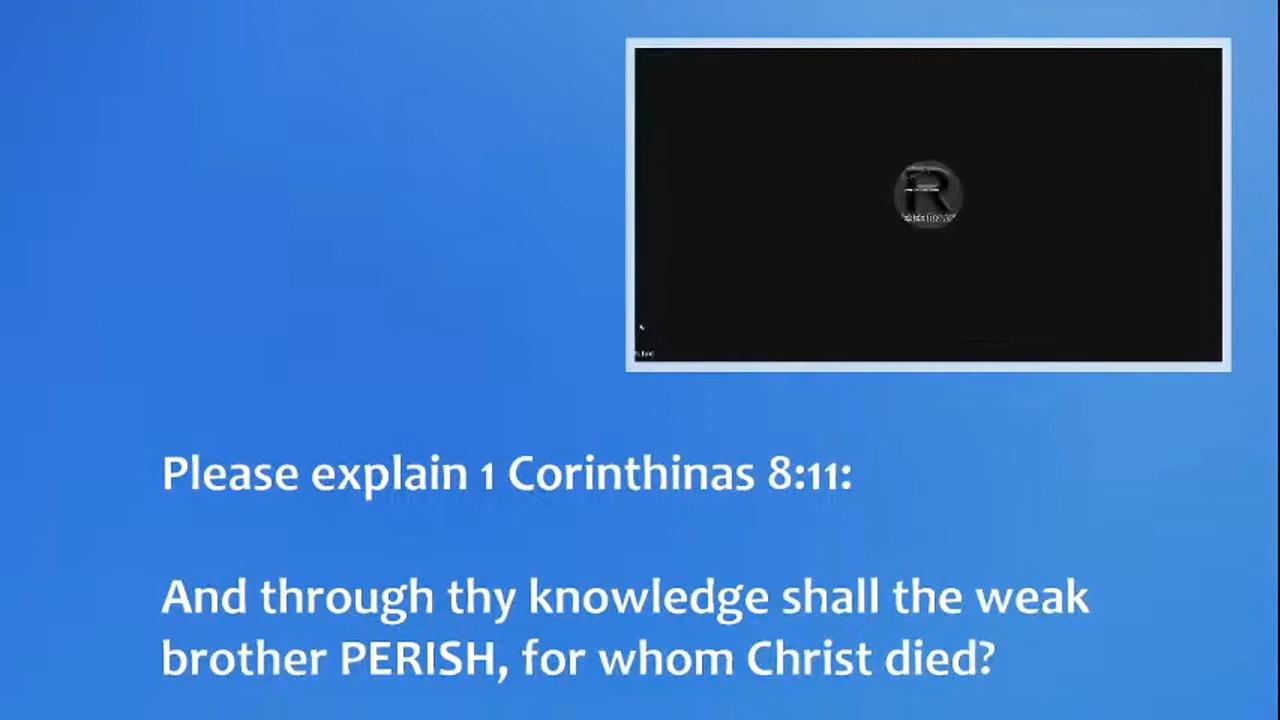 R
Please explain 1 Corinthinas 8:11:
And through thy knowledge shall the weak
brother PERISH, for whom Christ died?